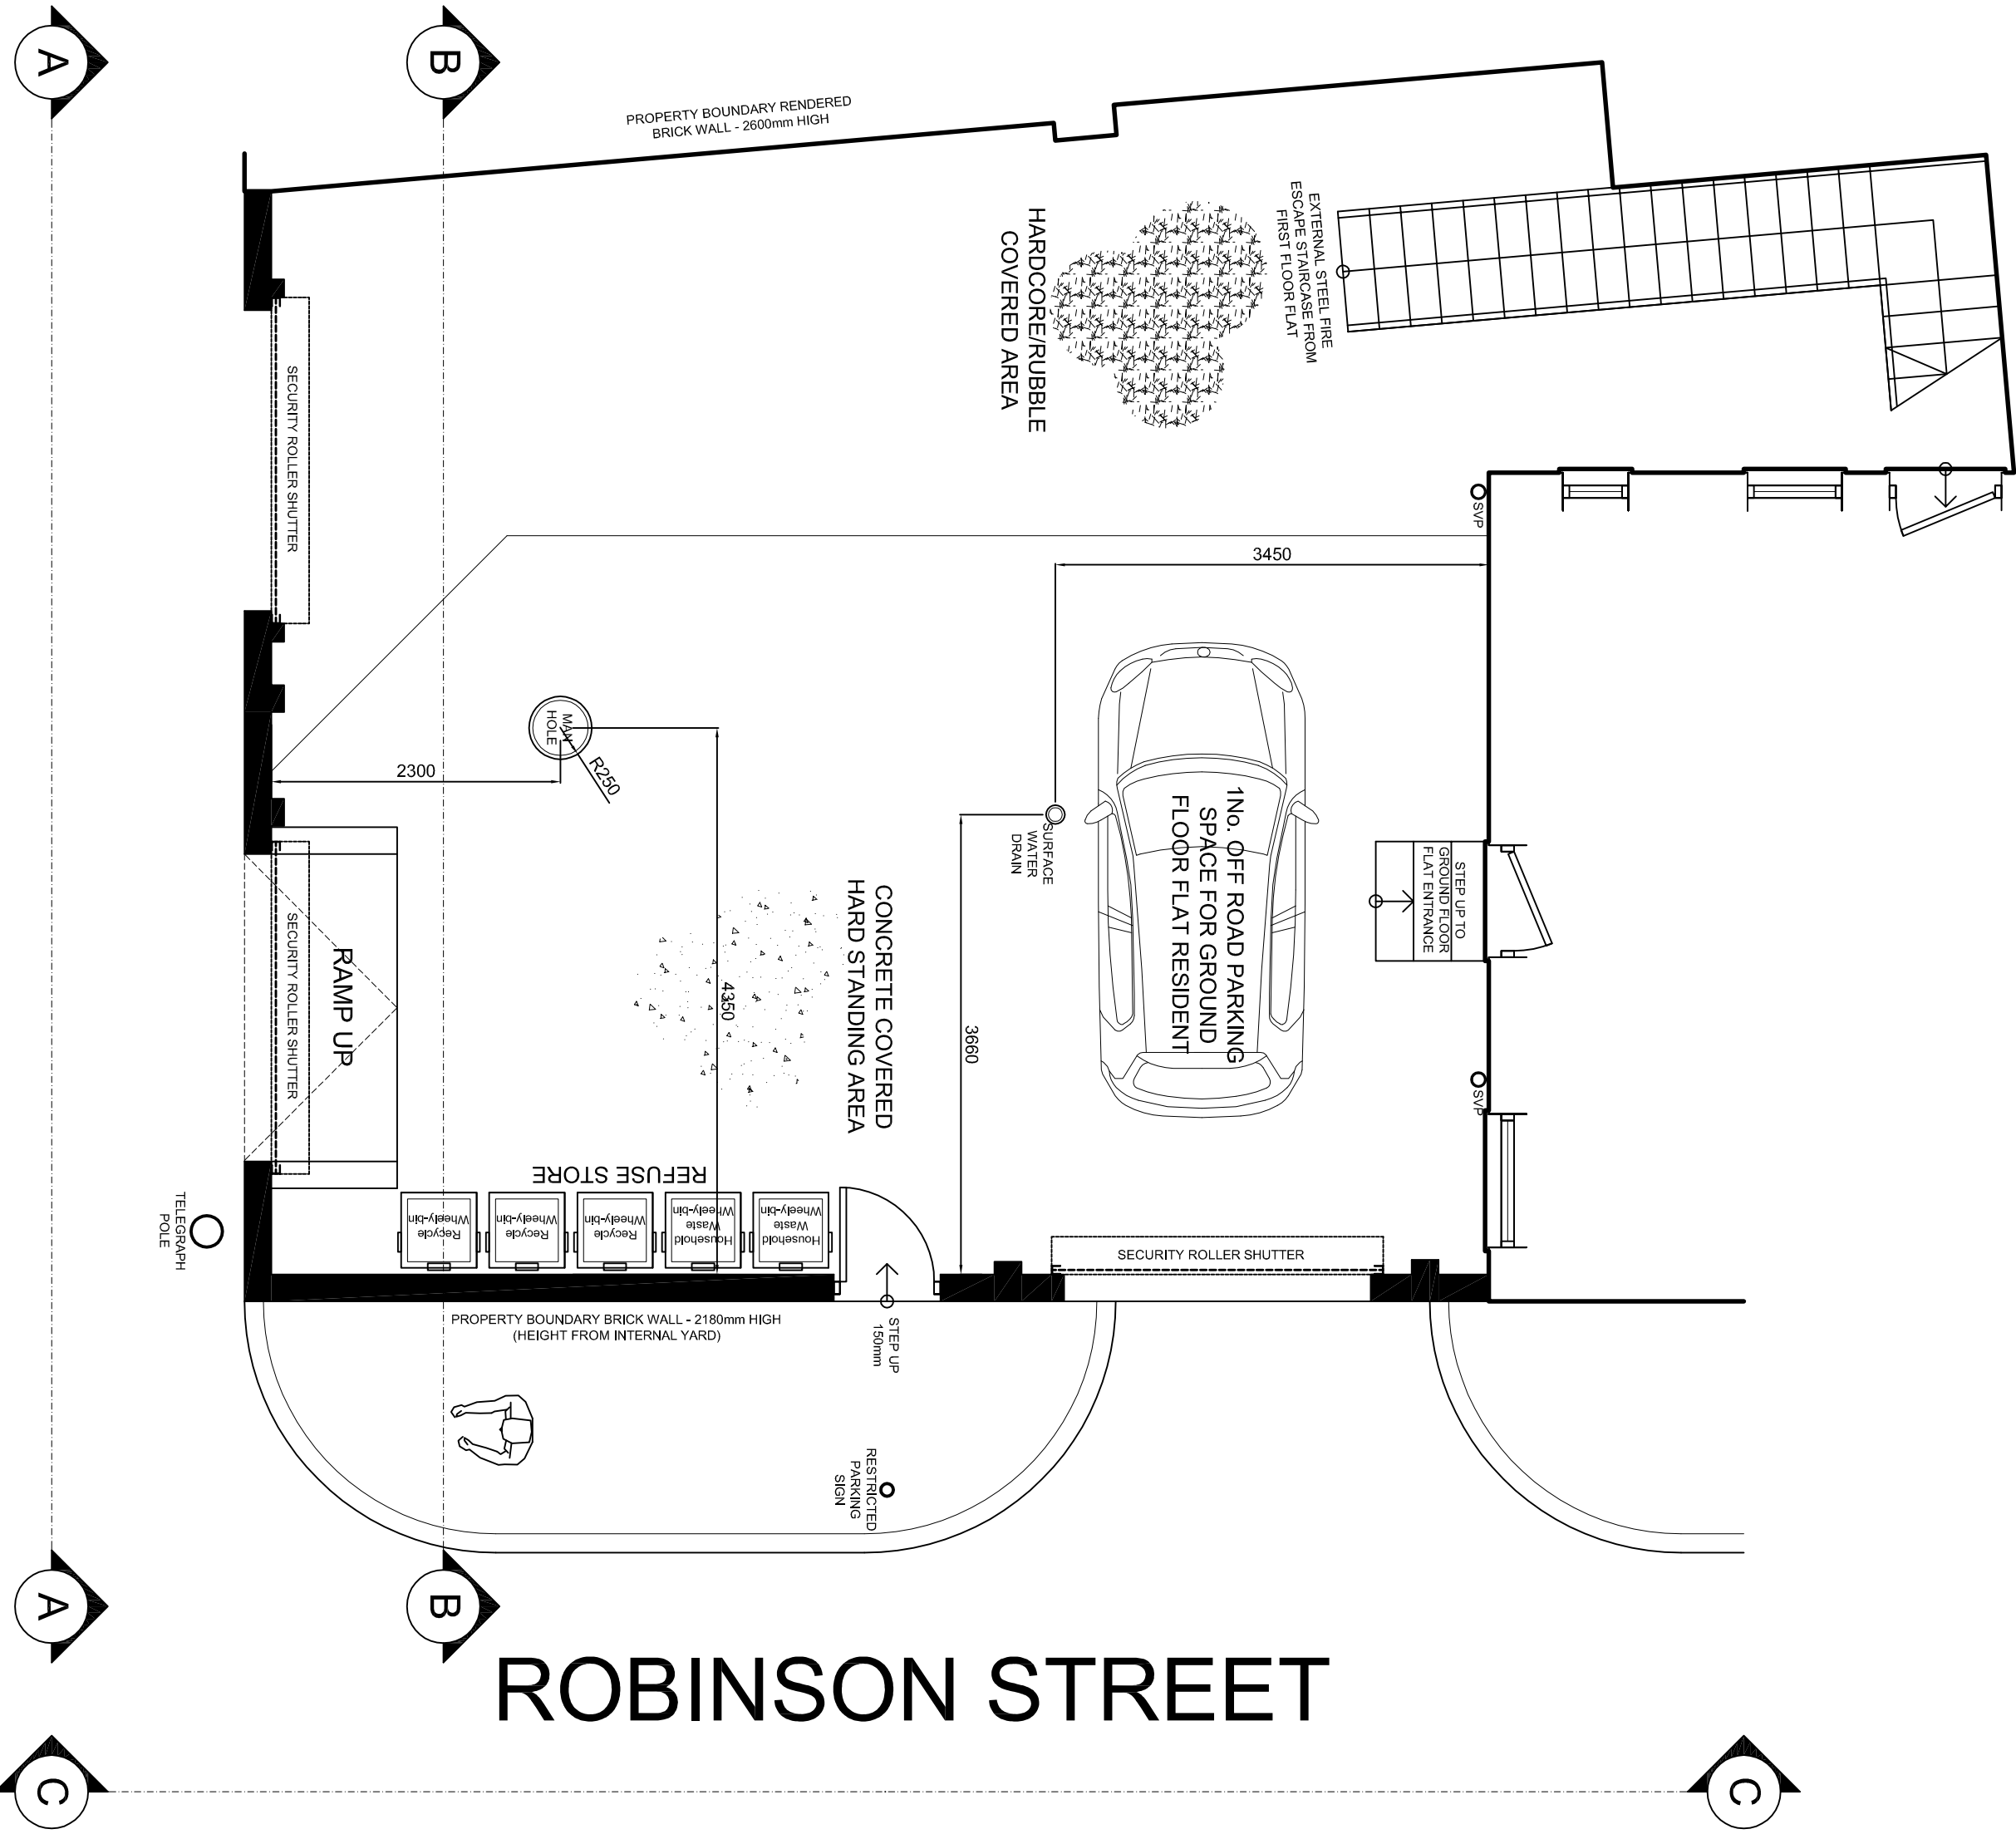 A
B
PROPERTY BOUNDARY RENDERED
BRICK WALL - 2600mm HIGH
EXTERNAL STEEL FIRE
ESCAPE STAIRCASE FROM
FIRST FLOOR FLAT
HARDCORE/RUBBLE
COVERED AREA
SECURITY ROLLER SHUTTER
SVP
3450
MAN
HOLE
R250
2300
SURFACE
WATER
DRAIN
1No. OFF ROAD PARKING
SPACE FOR GROUND
FLOOR FLAT RESIDENT
STEP UP TO
GROUND FLOOR
FLAT ENTRANCE
CONCRETE COVERED
HARD STANDING AREA
4350
3660
SECURITY ROLLER SHUTTER
RAMP UP
SVP
REFUSE STORE
Recycle
Wheely-bin
Recycle
Wheely-bin
Recycle
Wheely-bin
Household
Waste
Wheely-bin
Household
Waste
Wheely-bin
TELEGRAPH
POLE
SECURITY ROLLER SHUTTER
PROPERTY BOUNDARY BRICK WALL - 2180mm HIGH
(HEIGHT FROM INTERNAL YARD)
STEP UP
150mm
RESTRICTED
PARKING
SIGN
A
B
ROBINSON STREET
C
C